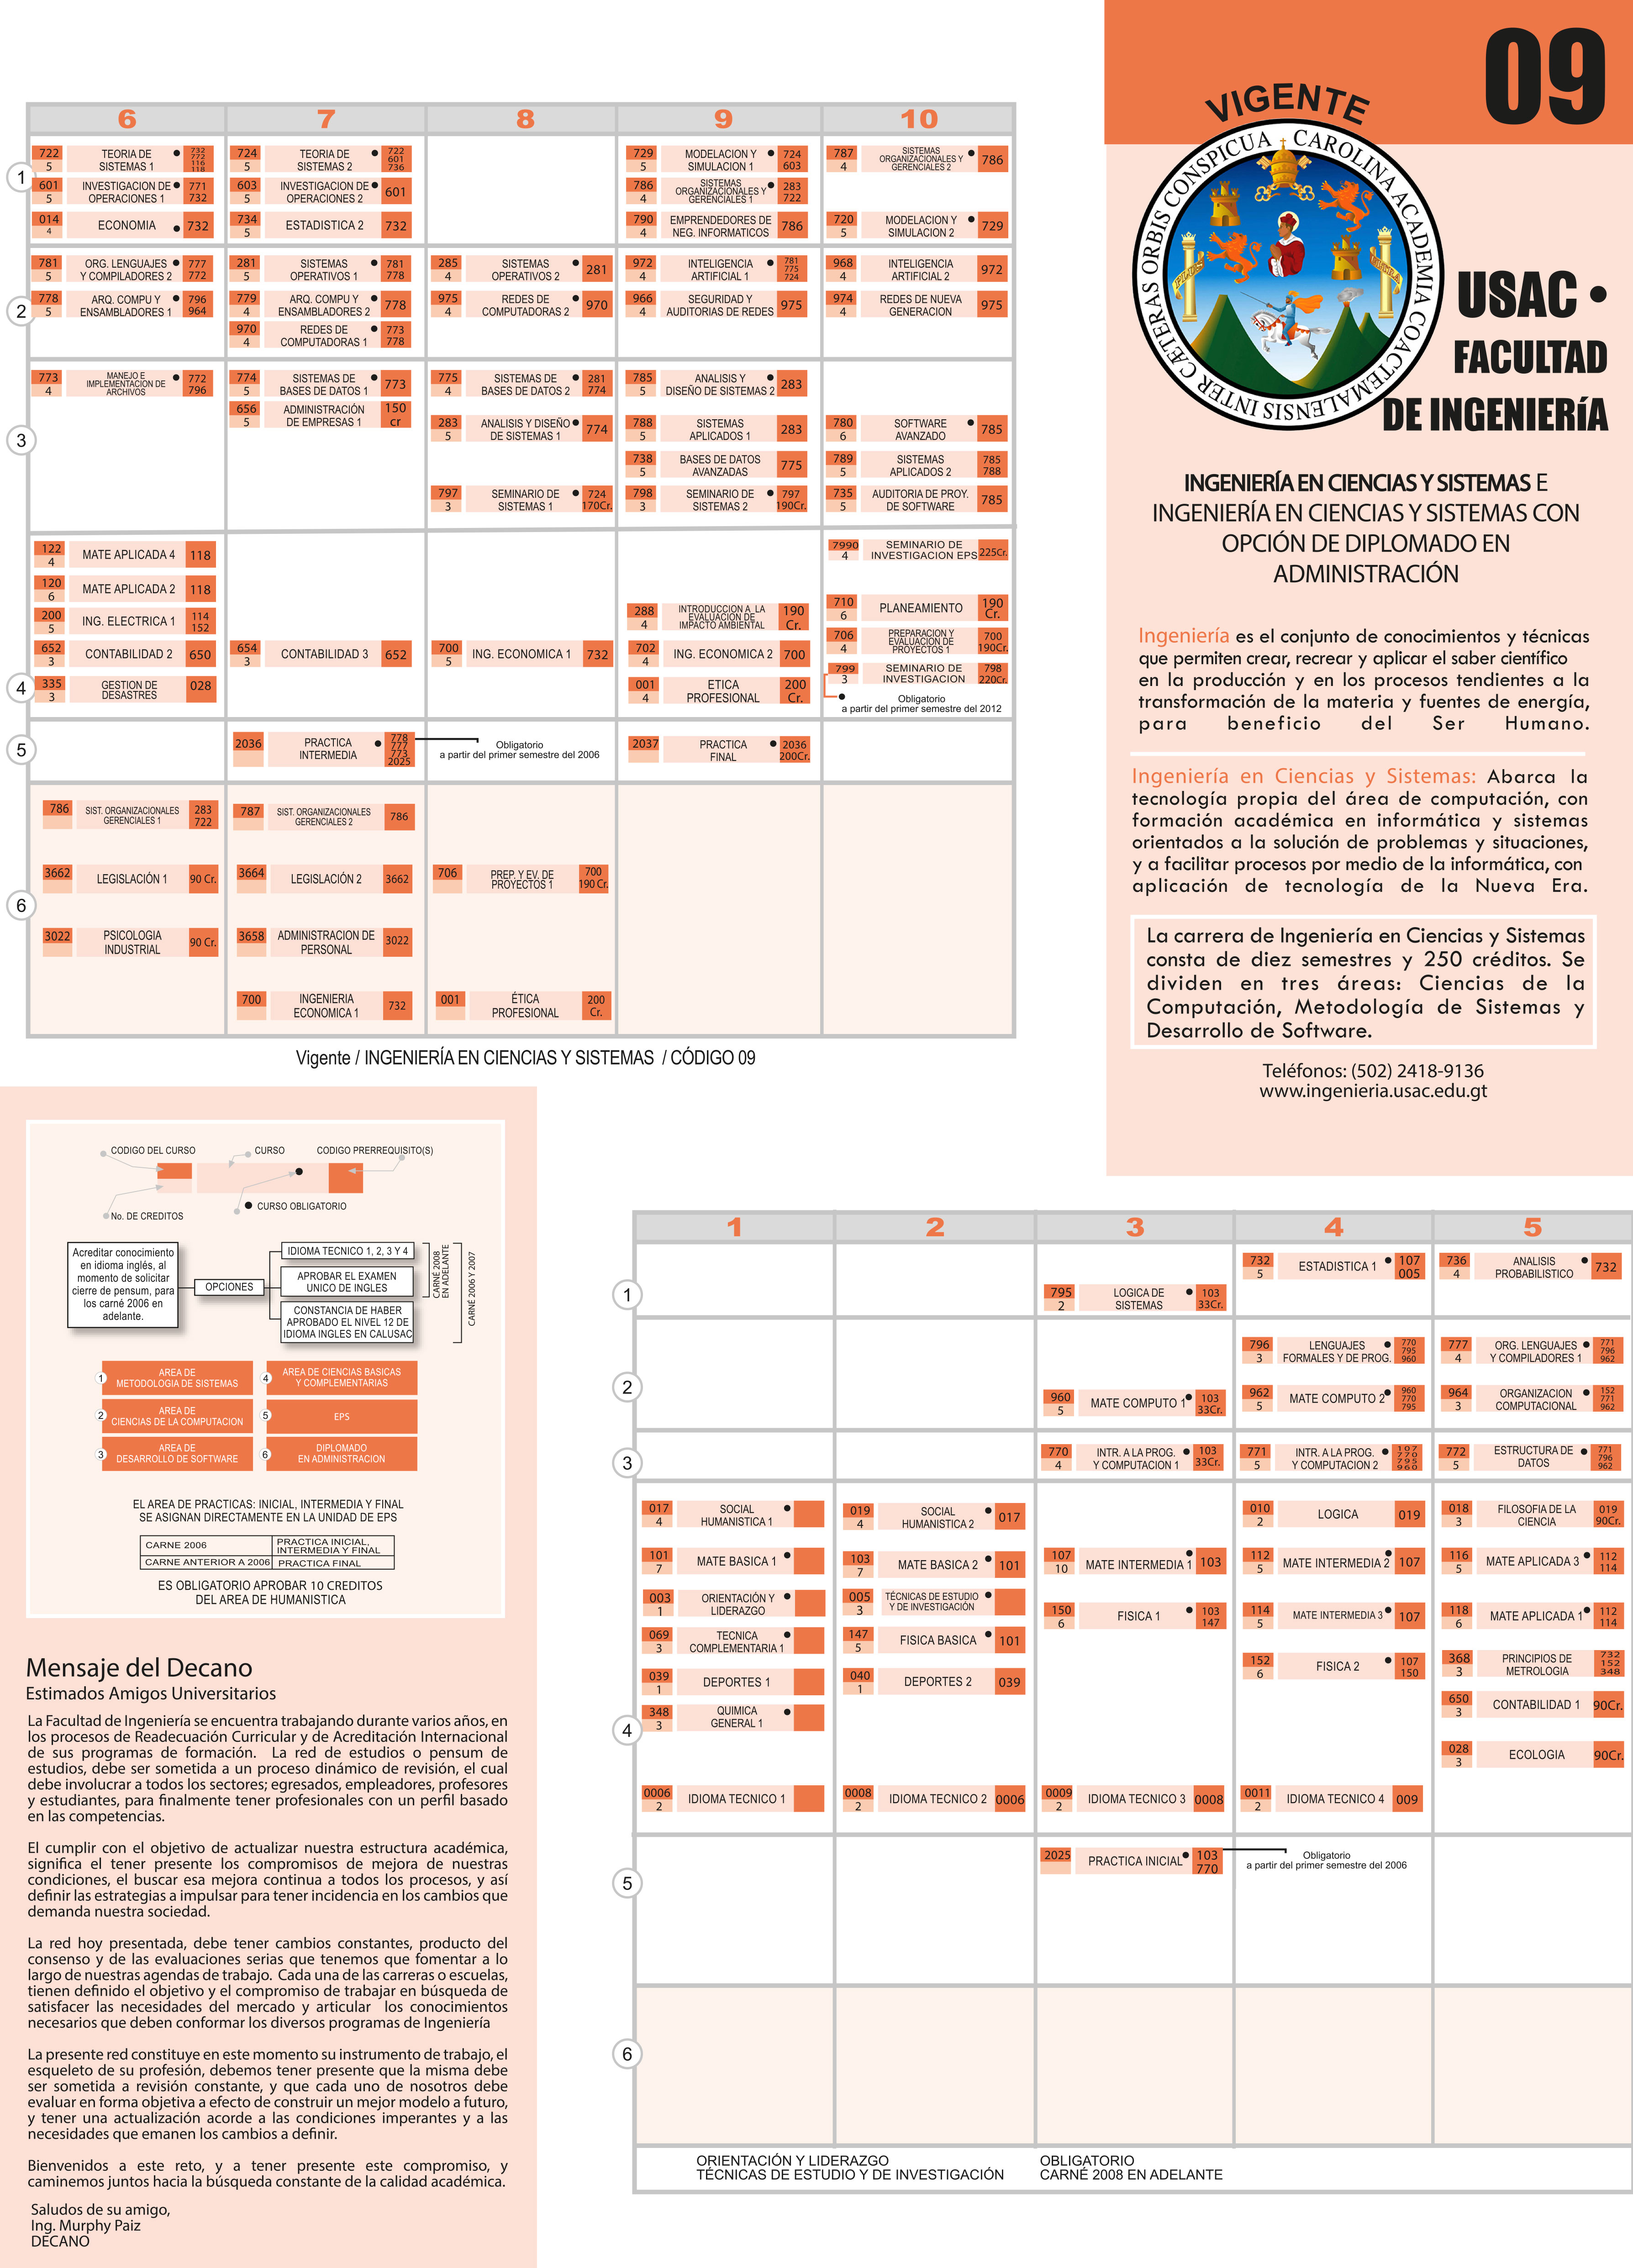 6
7
8
9
10
1
722
5
TEORIA DE
SISTEMAS 1
732
772
116
118
724
5
TEORIA DE
SISTEMAS 2
722
601
736
729
5
MODELACION Y
SIMULACION 1
724
603
787
4
SISTEMAS
ORGANIZACIONALES Y
GERENCIALES 2
786
601
5
INVESTIGACION DE
OPERACIONES 1
771
732
603
5
INVESTIGACION DE
OPERACIONES 2
601
786
4
SISTEMAS
ORGANIZACIONALES Y
GERENCIALES 1
283
722
014
4
ECONOMIA
732
734
5
ESTADISTICA 2
732
790
4
EMPRENDEDORES DE
NEG. INFORMATICOS
786
720
5
MODELACION Y
SIMULACION 2
729
2
781
5
ORG. LENGUAJES
Y COMPILADORES 2
777
772
281
5
SISTEMAS
OPERATIVOS 1
781
778
285
4
SISTEMAS
OPERATIVOS 2
281
972
4
INTELIGENCIA
ARTIFICIAL 1
781
775
724
968
4
INTELIGENCIA
ARTIFICIAL 2
972
778
5
ARQ. COMPU Y
ENSAMBLADORES 1
796
964
779
4
ARQ. COMPU Y
ENSAMBLADORES 2
778
975
4
REDES DE
COMPUTADORAS 2
970
966
4
SEGURIDAD Y
AUDITORIAS DE REDES
975
974
4
REDES DE NUEVA
GENERACION
975
970
4
REDES DE
COMPUTADORAS 1
773
778
3
773
4
MANEJO E
IMPLEMENTACION DE
ARCHIVOS
772
796
774
5
SISTEMAS DE
BASES DE DATOS 1
773
775
4
SISTEMAS DE
BASES DE DATOS 2
281
774
785
5
ANALISIS Y
DISEÑO DE SISTEMAS 2
283
656
5
ADMINISTRACIÓN
DE EMPRESAS 1
150
cr
283
5
ANALISIS Y DISEÑO
DE SISTEMAS 1
774
788
5
SISTEMAS
APLICADOS 1
283
780
6
SOFTWARE
AVANZADO
785
738
5
BASES DE DATOS
AVANZADAS
775
789
5
SISTEMAS
APLICADOS 2
785
788
797
3
SEMINARIO DE
SISTEMAS 1
724
170Cr.
798
3
SEMINARIO DE
SISTEMAS 2
797
190Cr.
735
5
AUDITORIA DE PROY.
DE SOFTWARE
785
4
122
4
MATE APLICADA 4
118
7990
4
SEMINARIO DE
INVESTIGACION EPS
225Cr.
120
6
MATE APLICADA 2
118
200
5
ING. ELECTRICA 1
114
152
288
4
INTRODUCCION A LA
EVALUACION DE
IMPACTO AMBIENTAL
190
Cr.
710
6
PLANEAMIENTO
190
Cr.
652
3
CONTABILIDAD 2
650
654
3
CONTABILIDAD 3
652
700
5
ING. ECONOMICA 1
732
702
4
ING. ECONOMICA 2
700
706
4
PREPARACION Y
EVALUACION DE
PROYECTOS 1
700
190Cr.
335
3
GESTION DE
DESASTRES
028
001
4
ETICA
PROFESIONAL
200
Cr.
799
3
SEMINARIO DE
INVESTIGACION
798
220Cr.
Obligatorio
a partir del primer semestre del 2012
5
2036
PRACTICA
INTERMEDIA
778
777
773
2025
Obligatorio
a partir del primer semestre del 2006
2037
PRACTICA
FINAL
2036
200Cr.
6
786
SIST. ORGANIZACIONALES
GERENCIALES 1
283
722
787
SIST. ORGANIZACIONALES
GERENCIALES 2
786
3662
LEGISLACIÓN 1
90 Cr.
3664
LEGISLACIÓN 2
3662
706
PREP. Y EV. DE
PROYECTOS 1
700
190 Cr.
3022
PSICOLOGIA
INDUSTRIAL
90 Cr.
3658
ADMINISTRACION DE
PERSONAL
3022
700
INGENIERIA
ECONOMICA 1
732
001
ÉTICA
PROFESIONAL
200
Cr.
Vigente / INGENIERÍA EN CIENCIAS Y SISTEMAS / CÓDIGO 09
09
VIGENTE
CAROLINA ACADEMIA COACTEMALENSIS INTER CÆTERAS ORBIS CONSPICUA
USAC •
FACULTAD
DE INGENIERíA
INGENIERÍA EN CIENCIAS Y SISTEMAS E
INGENIERÍA EN CIENCIAS Y SISTEMAS CON
OPCIÓN DE DIPLOMADO EN
ADMINISTRACIÓN
Ingeniería es el conjunto de conocimientos y técnicas
que permiten crear, recrear y aplicar el saber científico
en la producción y en los procesos tendientes a la
transformación de la materia y fuentes de energía,
para beneficio del Ser Humano.
Ingeniería en Ciencias y Sistemas: Abarca la
tecnología propia del área de computación, con
formación académica en informática y sistemas
orientados a la solución de problemas y situaciones,
y a facilitar procesos por medio de la informática, con
aplicación de tecnología de la Nueva Era.
La carrera de Ingeniería en Ciencias y Sistemas
consta de diez semestres y 250 créditos. Se
dividen en tres áreas: Ciencias de la
Computación, Metodología de Sistemas y
Desarrollo de Software.
Teléfonos: (502) 2418-9136
www.ingenieria.usac.edu.gt
CODIGO DEL CURSO
CURSO
CODIGO PRERREQUISITO(S)
No. DE CREDITOS
CURSO OBLIGATORIO
Acreditar conocimiento
en idioma inglés, al
momento de solicitar
cierre de pensum, para
los carné 2006 en
adelante.
OPCIONES
IDIOMA TECNICO 1, 2, 3 Y 4
APROBAR EL EXAMEN
UNICO DE INGLES
CONSTANCIA DE HABER
APROBADO EL NIVEL 12 DE
IDIOMA INGLES EN CALUSAC
CARNÉ 2008
EN ADELANTE
CARNÉ 2006 Y 2007
1
AREA DE
METODOLOGIA DE SISTEMAS
4
AREA DE CIENCIAS BASICAS
Y COMPLEMENTARIAS
2
AREA DE
CIENCIAS DE LA COMPUTACION
5
EPS
3
AREA DE
DESARROLLO DE SOFTWARE
6
DIPLOMADO
EN ADMINISTRACION
EL AREA DE PRACTICAS: INICIAL, INTERMEDIA Y FINAL
SE ASIGNAN DIRECTAMENTE EN LA UNIDAD DE EPS
CARNE 2006
PRACTICA INICIAL,
INTERMEDIA Y FINAL
CARNE ANTERIOR A 2006
PRACTICA FINAL
ES OBLIGATORIO APROBAR 10 CREDITOS
DEL AREA DE HUMANISTICA
Mensaje del Decano
Estimados Amigos Universitarios
La Facultad de Ingeniería se encuentra trabajando durante varios años, en
los procesos de Readecuación Curricular y de Acreditación Internacional
de sus programas de formación. La red de estudios o pensum de
estudios, debe ser sometida a un proceso dinámico de revisión, el cual
debe involucrar a todos los sectores; egresados, empleadores, profesores
y estudiantes, para finalmente tener profesionales con un perfil basado
en las competencias.
El cumplir con el objetivo de actualizar nuestra estructura académica,
significa el tener presente los compromisos de mejora de nuestras
condiciones, el buscar esa mejora continua a todos los procesos, y así
definir las estrategias a impulsar para tener incidencia en los cambios que
demanda nuestra sociedad.
La red hoy presentada, debe tener cambios constantes, producto del
consenso y de las evaluaciones serias que tenemos que fomentar a lo
largo de nuestras agendas de trabajo. Cada una de las carreras o escuelas,
tienen definido el objetivo y el compromiso de trabajar en búsqueda de
satisfacer las necesidades del mercado y articular los conocimientos
necesarios que deben conformar los diversos programas de Ingeniería
La presente red constituye en este momento su instrumento de trabajo, el
esqueleto de su profesión, debemos tener presente que la misma debe
ser sometida a revisión constante, y que cada uno de nosotros debe
evaluar en forma objetiva a efecto de construir un mejor modelo a futuro,
y tener una actualización acorde a las condiciones imperantes y a las
necesidades que emanen los cambios a definir.
Bienvenidos a este reto, y a tener presente este compromiso, y
caminemos juntos hacia la búsqueda constante de la calidad académica.
Saludos de su amigo,
Ing. Murphy Paiz
DECANO
1
2
3
4
5
1
732
5
ESTADISTICA 1
107
005
736
4
ANALISIS
PROBABILISTICO
732
795
2
LOGICA DE
SISTEMAS
103
33Cr.
2
796
3
LENGUAJES
FORMALES Y DE PROG.
770
795
960
777
4
ORG. LENGUAJES
Y COMPILADORES 1
771
796
962
960
5
MATE COMPUTO 1
103
33Cr.
962
5
MATE COMPUTO 2
960
770
795
964
3
ORGANIZACION
COMPUTACIONAL
152
771
962
3
770
4
INTR. A LA PROG.
Y COMPUTACION 1
103
33Cr.
771
5
INTR. A LA PROG.
Y COMPUTACION 2
107
770
795
960
772
5
ESTRUCTURA DE
DATOS
771
796
962
4
017
4
SOCIAL
HUMANISTICA 1
019
4
SOCIAL
HUMANISTICA 2
017
010
2
LOGICA
019
018
3
FILOSOFIA DE LA
CIENCIA
019
90Cr.
101
7
MATE BASICA 1
103
7
MATE BASICA 2
101
107
10
MATE INTERMEDIA 1
103
112
5
MATE INTERMEDIA 2
107
116
5
MATE APLICADA 3
112
114
003
1
ORIENTACIÓN Y
LIDERAZGO
005
3
TÉCNICAS DE ESTUDIO
Y DE INVESTIGACIÓN
150
6
FISICA 1
103
147
114
5
MATE INTERMEDIA 3
107
118
6
MATE APLICADA 1
112
114
069
3
TECNICA
COMPLEMENTARIA 1
147
5
FISICA BASICA
101
152
6
FISICA 2
107
150
368
3
PRINCIPIOS DE
METROLOGIA
732
152
348
039
1
DEPORTES 1
040
1
DEPORTES 2
039
650
3
CONTABILIDAD 1
90Cr.
348
3
QUIMICA
GENERAL 1
028
3
ECOLOGIA
90Cr.
0006
2
IDIOMA TECNICO 1
0008
2
IDIOMA TECNICO 2
0006
0009
2
IDIOMA TECNICO 3
0008
0011
2
IDIOMA TECNICO 4
009
5
2025
PRACTICA INICIAL
103
770
Obligatorio
a partir del primer semestre del 2006
6
ORIENTACIÓN Y LIDERAZGO
TÉCNICAS DE ESTUDIO Y DE INVESTIGACIÓN
OBLIGATORIO
CARNÉ 2008 EN ADELANTE